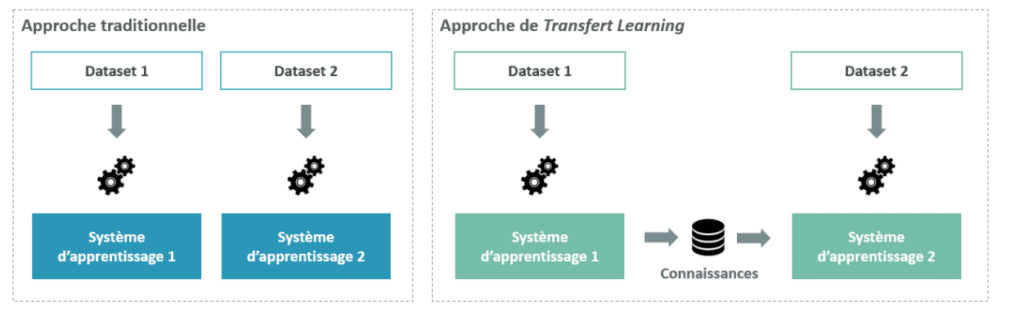 Approche traditionnelle
Dataset 1
Dataset 2
Système
d'apprentissage 1
Système
d'apprentissage 2
Approche de Transfert Learning
Dataset 1
Dataset 2
Système
d'apprentissage 1
Connaissances
Système
d'apprentissage 2